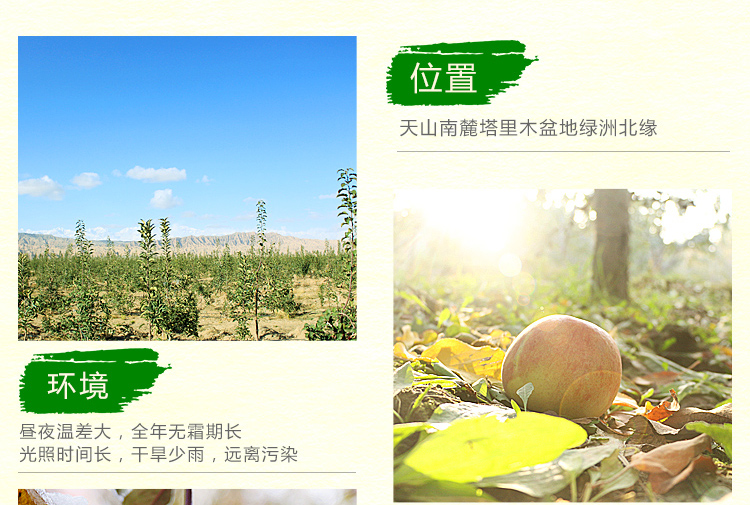 位置
天山南麓塔里木盆地绿洲北缘
环境
昼夜温差大，全年无霜期长
光照时间长，干旱少雨，远离污染